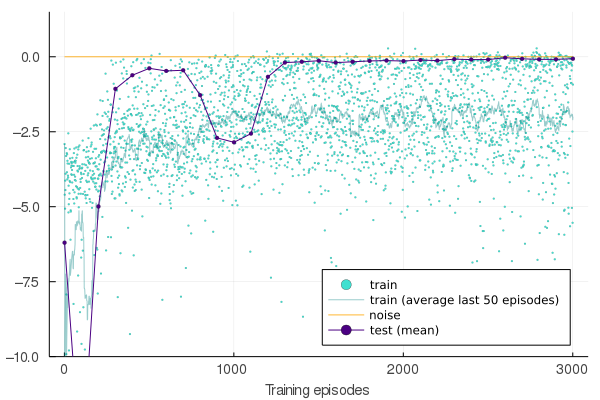 0.0
−2.5
−5.0
−7.5
−10.0
0
1000
2000
3000
Training episodes
train
train (average last 50 episodes)
noise
test (mean)